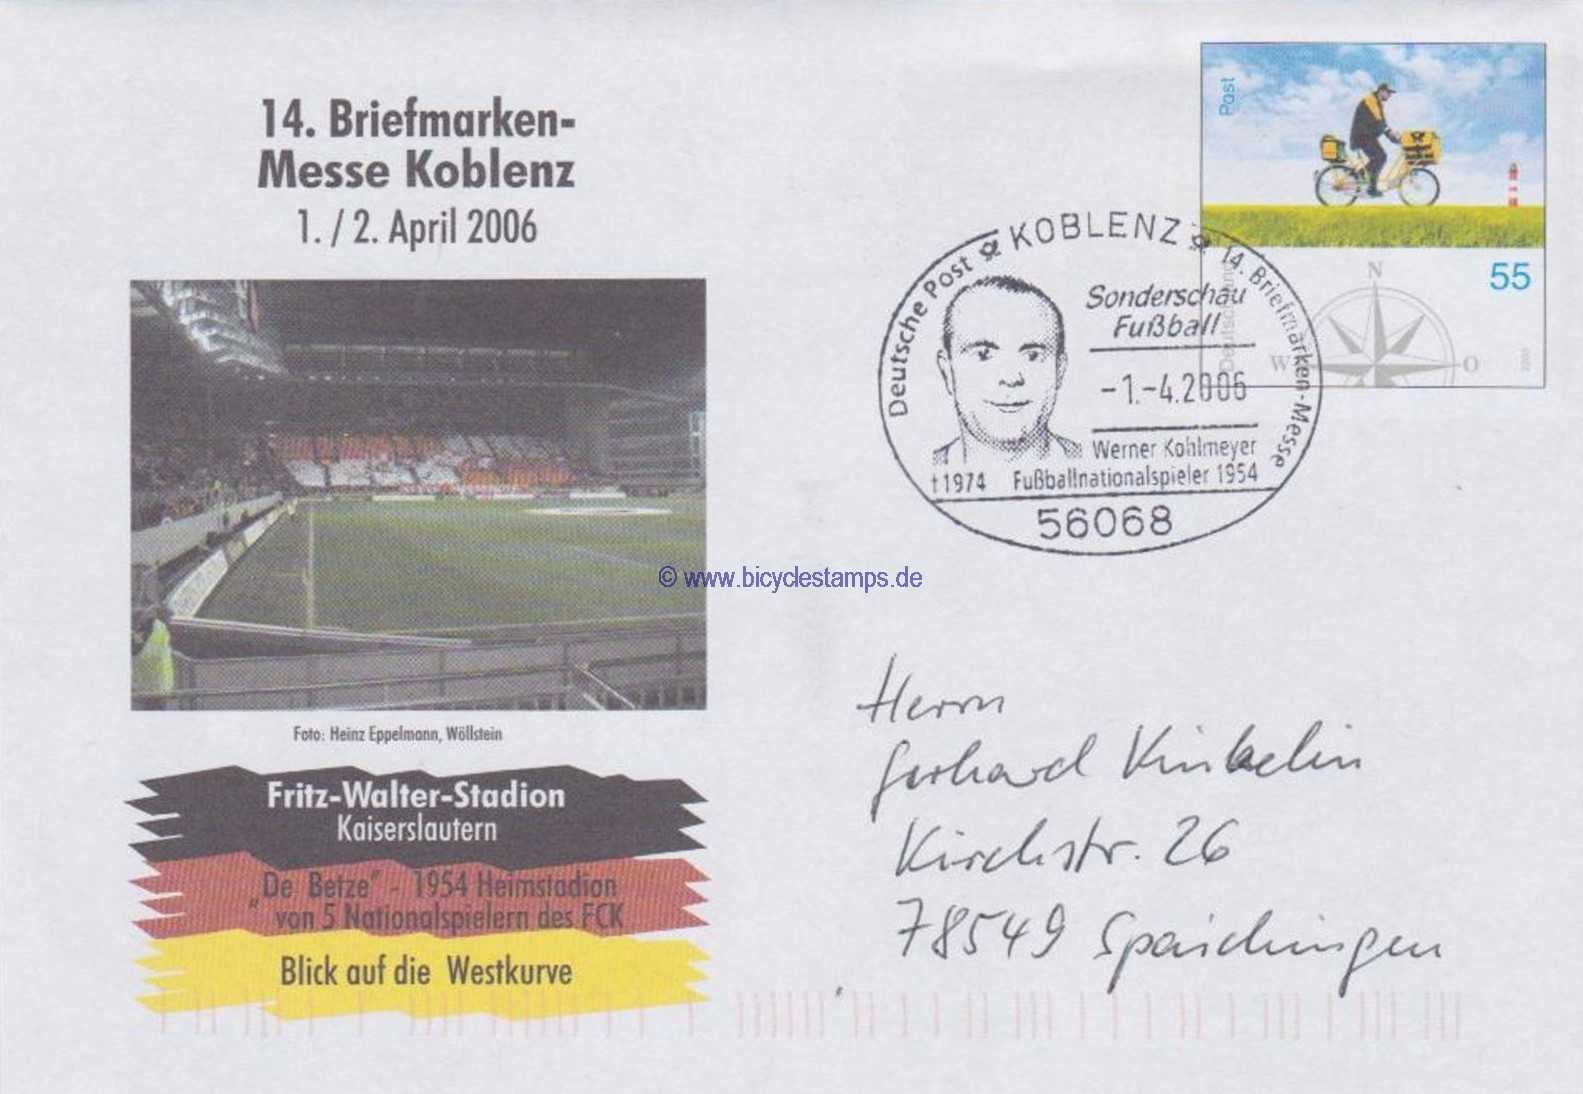 14. Briefmarken-
Messe Koblenz
1. / 2. April 2006
Foto: Heinz Eppelmann, Wöllstein
Fritz-Walter-Stadion
Kaiserslautern
"De Betze" - 1954 Heimstadion
von 5 Nationalspielern des FCK
Blick auf die Westkurve
Post
Deutschland
55
N
W
O
Deutsche Post
KOBLENZ
14. Briefmarken-Messe
Sonderschau
Fußball
-1.-4.2006
Werner Kohlmeyer
†1974 Fußballnationalspieler 1954
56068
© www.bicyclestamps.de
Herrn
Gerhard Kinkelin
Kirchstr. 26
78549 Spaichingen